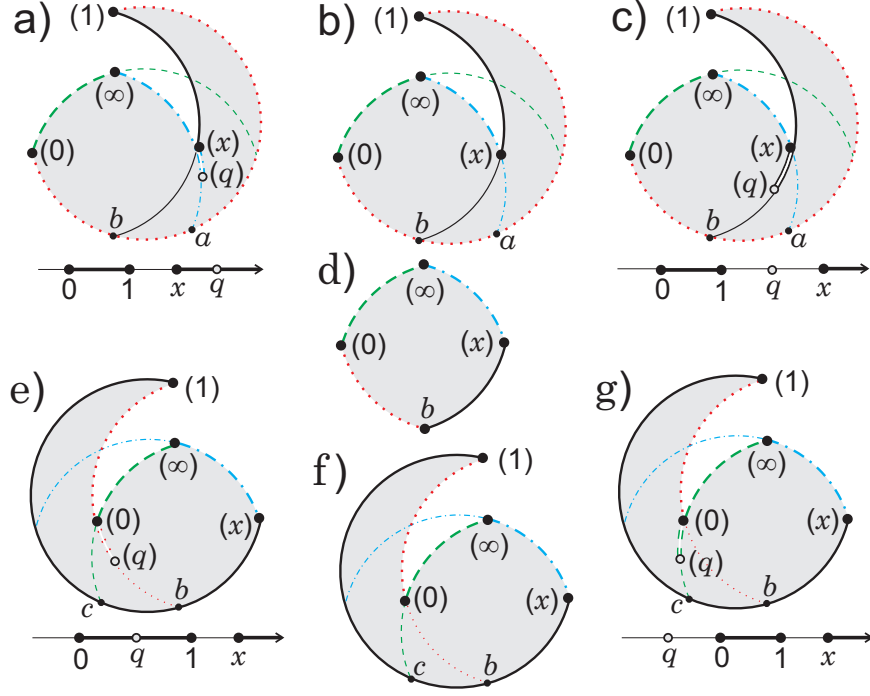 a)
(1)
(∞)
(0)
(x)
(q)
b
a
0 1 x q
b)
(1)
(∞)
(0)
(x)
b
a
c)
(1)
(∞)
(0)
(x)
(q)
b
a
0 1 q x
d)
(∞)
(0)
(x)
b
e)
(1)
(∞)
(0)
(x)
(q)
c
b
0 q 1 x
f)
(1)
(∞)
(0)
(x)
c
b
g)
(1)
(∞)
(0)
(x)
(q)
c
b
q 0 1 x